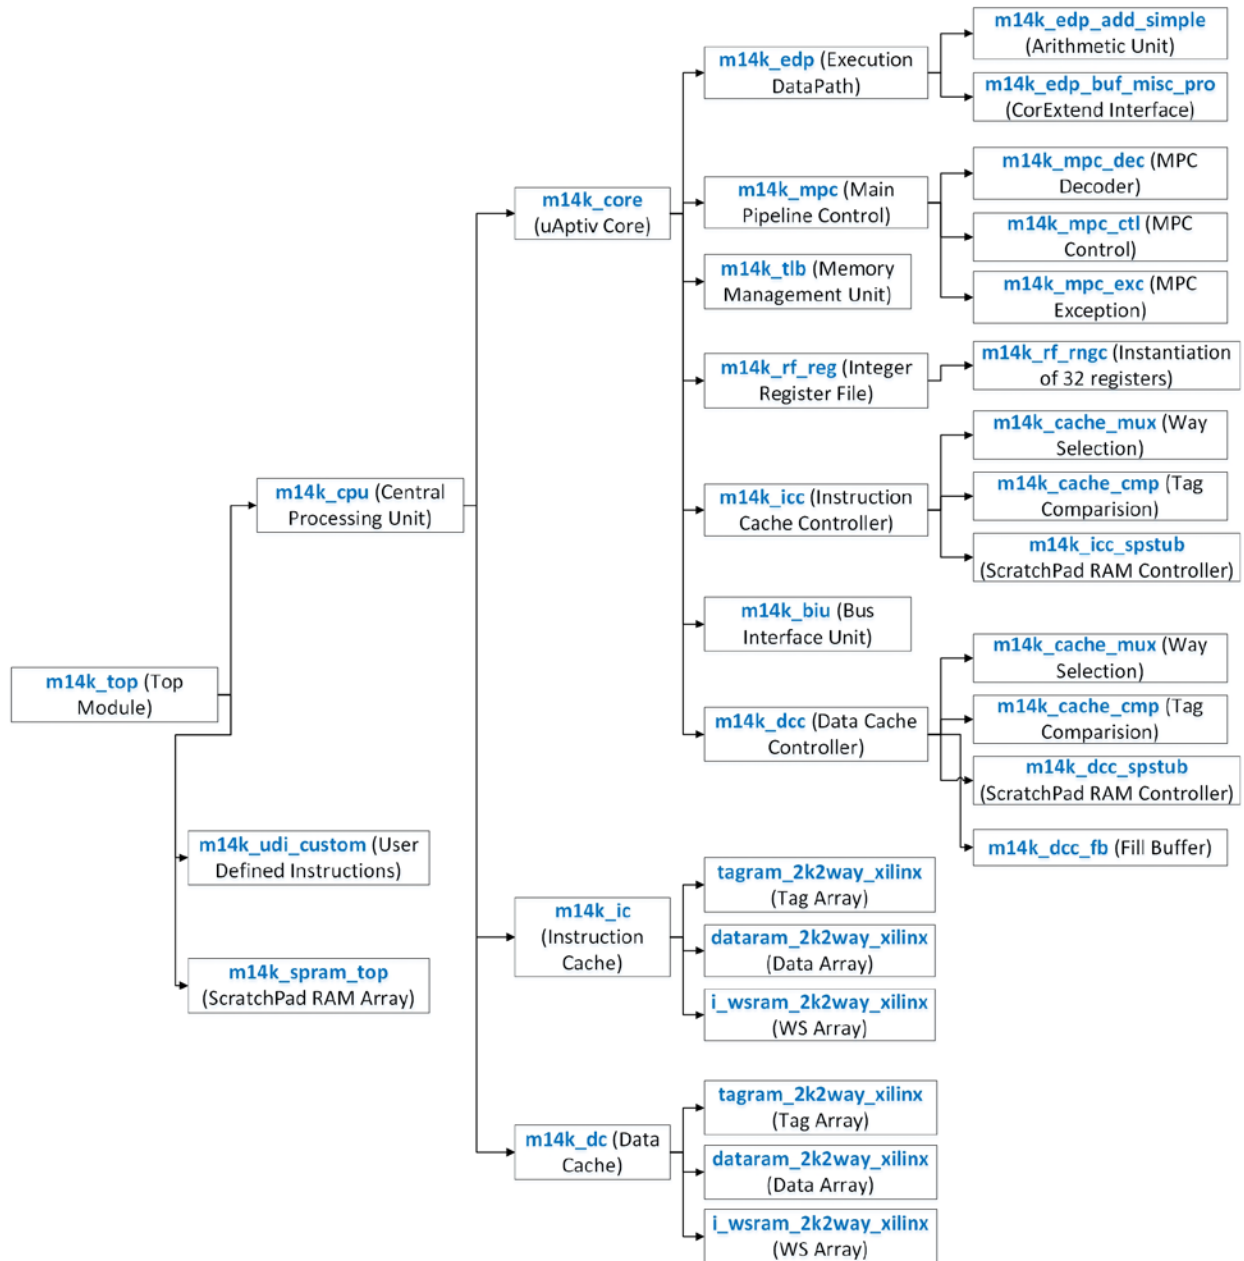 m14k_edp_add_simple
(Arithmetic Unit)
m14k_edp (Execution
DataPath)
m14k_edp_buf_misc_pro
(CorExtend Interface)
m14k_mpc_dec (MPC
Decoder)
m14k_core
(uAptiv Core)
m14k_mpc (Main
Pipeline Control)
m14k_mpc_ctl (MPC
Control)
m14k_tlb (Memory
Management Unit)
m14k_mpc_exc (MPC
Exception)
m14k_rf_reg (Integer
Register File)
m14k_rf_rngc (Instantiation
of 32 registers)
m14k_cache_mux (Way
Selection)
m14k_cpu (Central
Processing Unit)
m14k_icc (Instruction
Cache Controller)
m14k_cache_cmp (Tag
Comparision)
m14k_icc_spstub
(ScratchPad RAM Controller)
m14k_biu (Bus
Interface Unit)
m14k_cache_mux (Way
Selection)
m14k_top (Top
Module)
m14k_dcc (Data Cache
Controller)
m14k_cache_cmp (Tag
Comparision)
m14k_dcc_spstub
(ScratchPad RAM Controller)
m14k_udi_custom (User
Defined Instructions)
m14k_dcc_fb (Fill Buffer)
tagram_2k2way_xilinx
(Tag Array)
m14k_ic
(Instruction
Cache)
dataram_2k2way_xilinx
(Data Array)
m14k_spram_top
(ScratchPad RAM Array)
i_wsram_2k2way_xilinx
(WS Array)
tagram_2k2way_xilinx
(Tag Array)
m14k_dc (Data
Cache)
dataram_2k2way_xilinx
(Data Array)
i_wsram_2k2way_xilinx
(WS Array)